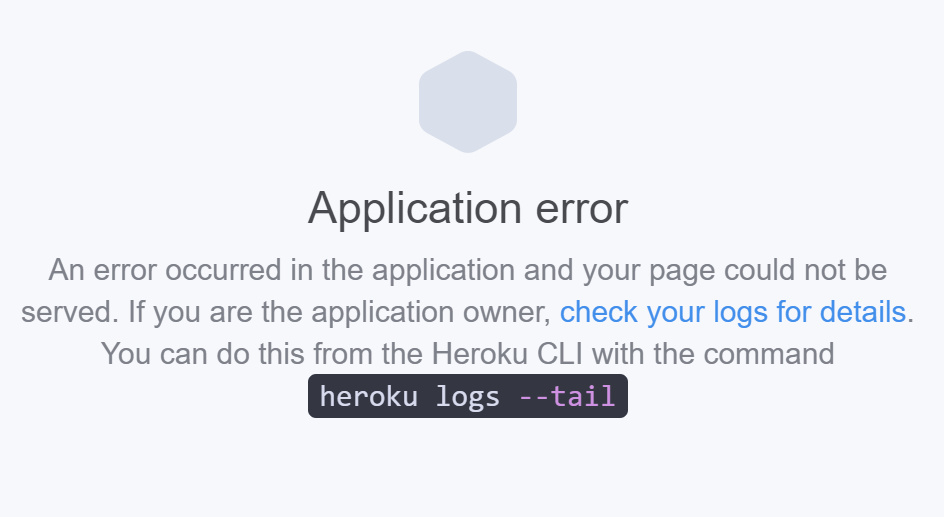 Application error
An error occurred in the application and your page could not be
served. If you are the application owner, check your logs for details.
You can do this from the Heroku CLI with the command
heroku logs --tail